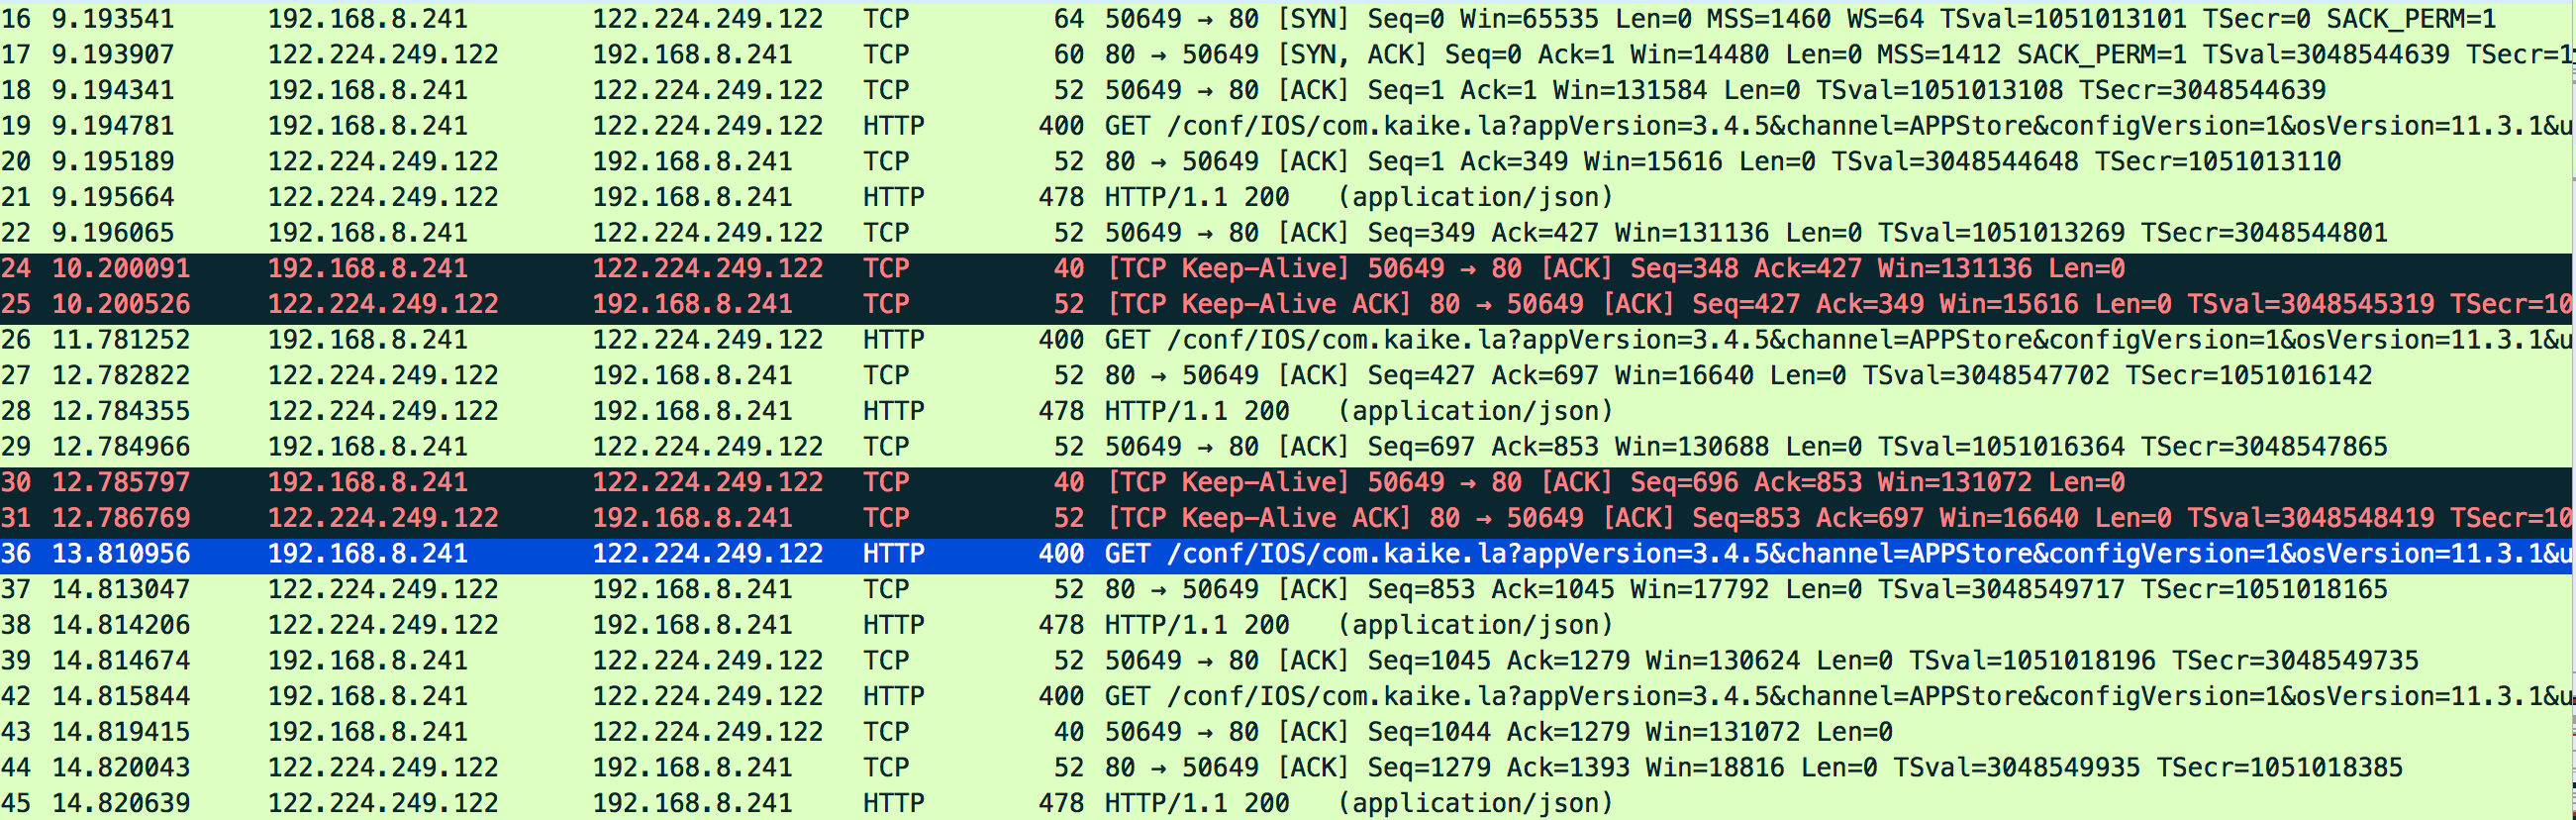 16 9.193541 192.168.8.241 122.224.249.122 TCP 64 50649 → 80 [SYN] Seq=0 Win=65535 Len=0 MSS=1460 WS=64 TSval=1051013101 TSecr=0 SACK_PERM=1
17 9.193907 122.224.249.122 192.168.8.241 TCP 60 80 → 50649 [SYN, ACK] Seq=0 Ack=1 Win=14480 Len=0 MSS=1412 SACK_PERM=1 TSval=3048544639 TSecr=1
18 9.194341 192.168.8.241 122.224.249.122 TCP 52 50649 → 80 [ACK] Seq=1 Ack=1 Win=131584 Len=0 TSval=1051013108 TSecr=3048544639
19 9.194781 192.168.8.241 122.224.249.122 HTTP 400 GET /conf/IOS/com.kaike.la?appVersion=3.4.5&channel=APPStore&configVersion=1&osVersion=11.3.1&u
20 9.195189 122.224.249.122 192.168.8.241 TCP 52 80 → 50649 [ACK] Seq=1 Ack=349 Win=15616 Len=0 TSval=3048544648 TSecr=1051013110
21 9.195664 122.224.249.122 192.168.8.241 HTTP 478 HTTP/1.1 200 (application/json)
22 9.196065 192.168.8.241 122.224.249.122 TCP 52 50649 → 80 [ACK] Seq=349 Ack=427 Win=131136 Len=0 TSval=1051013269 TSecr=3048544801
24 10.200091 192.168.8.241 122.224.249.122 TCP 40 [TCP Keep-Alive] 50649 → 80 [ACK] Seq=348 Ack=427 Win=131136 Len=0
25 10.200526 122.224.249.122 192.168.8.241 TCP 52 [TCP Keep-Alive ACK] 80 → 50649 [ACK] Seq=427 Ack=349 Win=15616 Len=0 TSval=3048545319 TSecr=10
26 11.781252 192.168.8.241 122.224.249.122 HTTP 400 GET /conf/IOS/com.kaike.la?appVersion=3.4.5&channel=APPStore&configVersion=1&osVersion=11.3.1&u
27 12.782822 122.224.249.122 192.168.8.241 TCP 52 80 → 50649 [ACK] Seq=427 Ack=697 Win=16640 Len=0 TSval=3048547702 TSecr=1051016142
28 12.784355 122.224.249.122 192.168.8.241 HTTP 478 HTTP/1.1 200 (application/json)
29 12.784966 192.168.8.241 122.224.249.122 TCP 52 50649 → 80 [ACK] Seq=697 Ack=853 Win=130688 Len=0 TSval=1051016364 TSecr=3048547865
30 12.785797 192.168.8.241 122.224.249.122 TCP 40 [TCP Keep-Alive] 50649 → 80 [ACK] Seq=696 Ack=853 Win=131072 Len=0
31 12.786769 122.224.249.122 192.168.8.241 TCP 52 [TCP Keep-Alive ACK] 80 → 50649 [ACK] Seq=853 Ack=697 Win=16640 Len=0 TSval=3048548419 TSecr=10
36 13.810956 192.168.8.241 122.224.249.122 HTTP 400 GET /conf/IOS/com.kaike.la?appVersion=3.4.5&channel=APPStore&configVersion=1&osVersion=11.3.1&u
37 14.813047 122.224.249.122 192.168.8.241 TCP 52 80 → 50649 [ACK] Seq=853 Ack=1045 Win=17792 Len=0 TSval=3048549717 TSecr=1051018165
38 14.814206 122.224.249.122 192.168.8.241 HTTP 478 HTTP/1.1 200 (application/json)
39 14.814674 192.168.8.241 122.224.249.122 TCP 52 50649 → 80 [ACK] Seq=1045 Ack=1279 Win=130624 Len=0 TSval=1051018196 TSecr=3048549735
42 14.815844 192.168.8.241 122.224.249.122 HTTP 400 GET /conf/IOS/com.kaike.la?appVersion=3.4.5&channel=APPStore&configVersion=1&osVersion=11.3.1&u
43 14.819415 192.168.8.241 122.224.249.122 TCP 40 50649 → 80 [ACK] Seq=1044 Ack=1279 Win=131072 Len=0
44 14.820043 122.224.249.122 192.168.8.241 TCP 52 80 → 50649 [ACK] Seq=1279 Ack=1393 Win=18816 Len=0 TSval=3048549935 TSecr=1051018385
45 14.820639 122.224.249.122 192.168.8.241 HTTP 478 HTTP/1.1 200 (application/json)